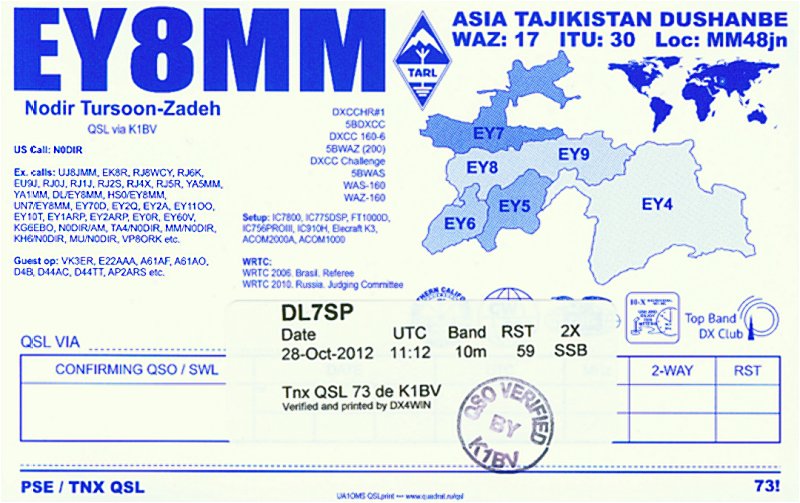 EY8MM
Nodir Tursoon-Zadeh
QSL via K1BV
US Call: N0DIR
Ex. calls: UJ8JMM, EK8R, RJ8WCY, RJ6K,
EU9J, RJ0J, RJ1J, RJ2S, RJ4X, RJ5R, YA5MM,
YA1MM, DL/EY8MM, HS0/EY8MM,
UN7/EY8MM, EY70D, EY2Q, EY2A, EY11OO,
EY10T, EY1ARP, EY2ARP, EY0R, EY60V,
KG6EBO, N0DIR/AM, TA4/N0DIR, MM/N0DIR,
KH6/N0DIR, MU/N0DIR, VP8ORK etc.
Guest op: VK3ER, E22AAA, A61AF, A61AO,
D4B, D44AC, D44TT, AP2ARS etc.
DXCCHR#1
5BDXCC
DXCC 160-6
5BWAZ (200)
DXCC Challenge
5BWAS
WAS-160
WAZ-160
Setup: IC7800, IC775DSP, FT1000D,
IC756PROIII, IC910H, Elecraft K3,
ACOM2000A, ACOM1000
WRTC:
WRTC 2006. Brasil. Referee
WRTC 2010. Russia. Judging Committee
TARL
ASIA TAJIKISTAN DUSHANBE
WAZ: 17 ITU: 30 Loc: MM48jn
EY7
EY8
EY9
EY6
EY5
EY4
10-X
Top Band
DX Club
QSL VIA
CONFIRMING QSO / SWL
2-WAY
RST
DL7SP
Date UTC Band RST 2X
28-Oct-2012 11:12 10m 59 SSB
Tnx QSL 73 de K1BV
Verified and printed by DX4WIN
QSO VERIFIED
BY
K1BV
PSE / TNX QSL
73!
UA1OMS QSLprint --- www.quadrat.ru/qsl